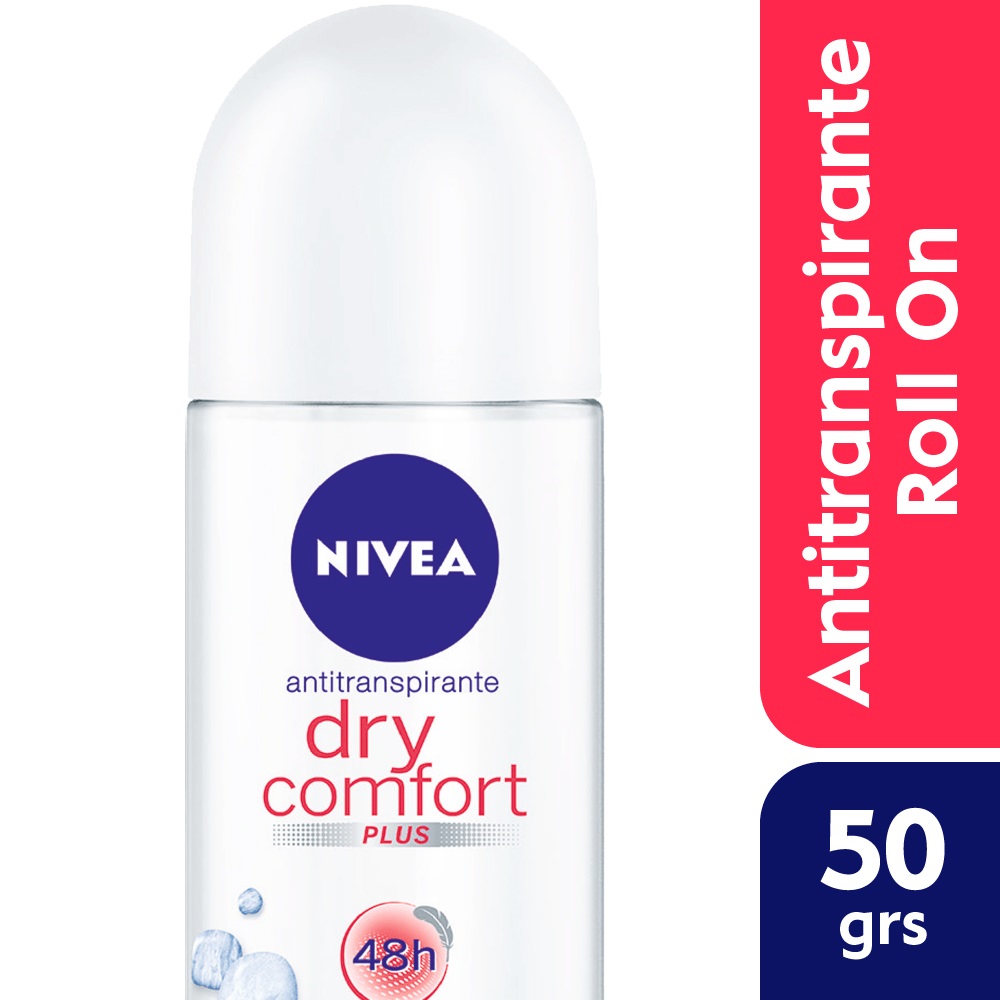 NIVEA
antitranspirante
dry
comfort
PLUS
48h
Antitranspirante
Roll On
50
grs